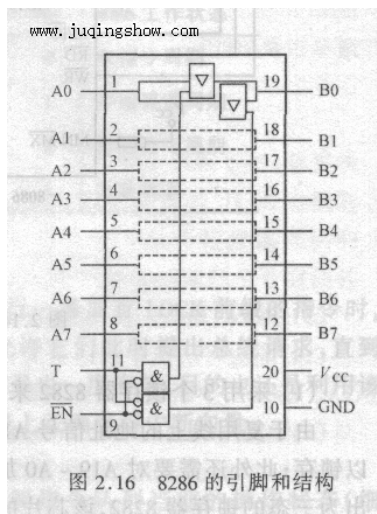 www.juqingshow.com
A0 1 ▽ 19 B0
▽
A1 2 18 B1
A2 3 17 B2
A3 4 16 B3
A4 5 15 B4
A5 6 14 B5
A6 7 13 B6
A7 8 12 B7
T 11 & 20 VCC
EN 9 & 10 GND
图 2.16 8286 的引脚和结构